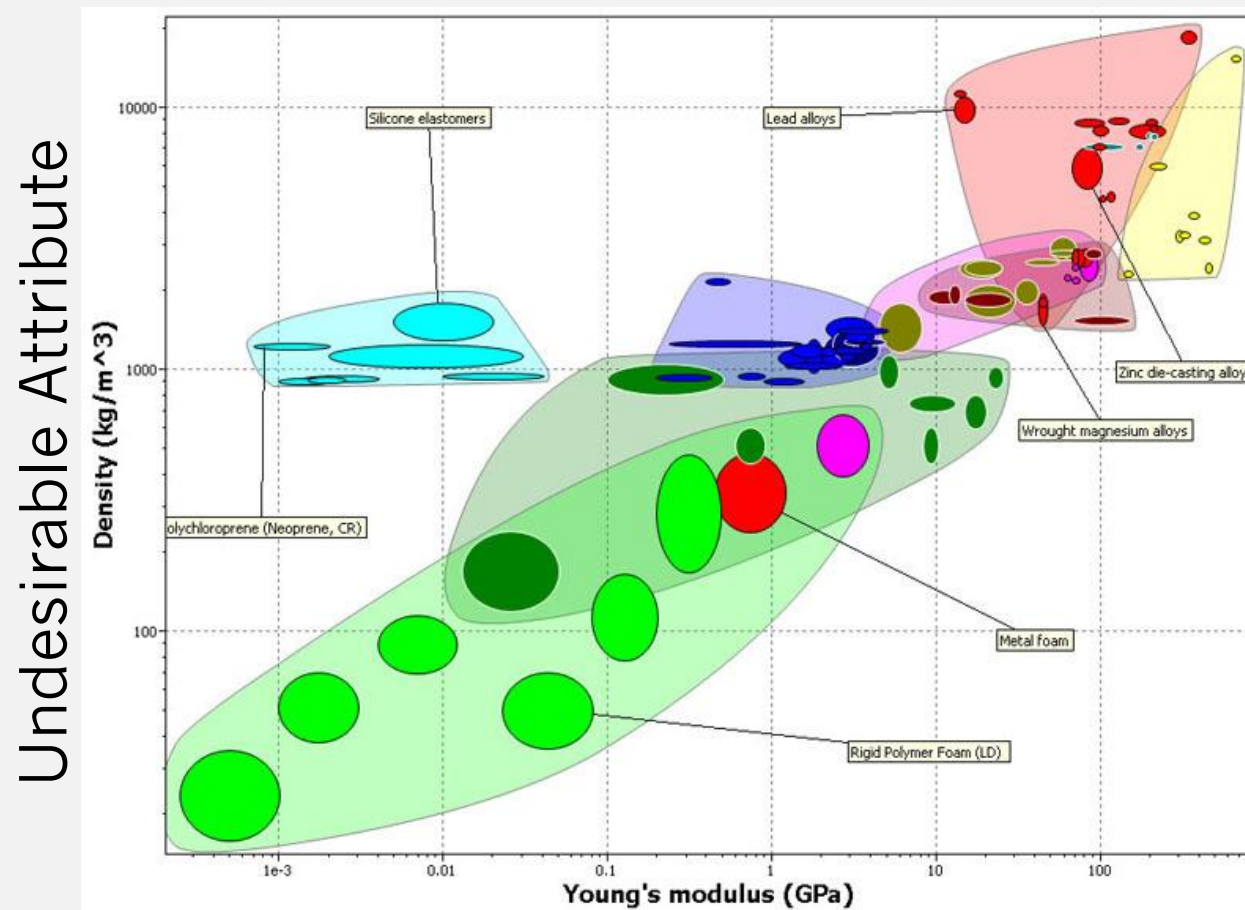 Undesirable Attribute
Density (kg/m^3)
10000
1000
100
Silicone elastomers
Lead alloys
Zinc die-casting alloy
Wrought magnesium alloys
olychloroprene (Neoprene, CR)
Metal foam
Rigid Polymer Foam (LD)
1e-3
0.01
0.1
1
10
100
Young's modulus (GPa)